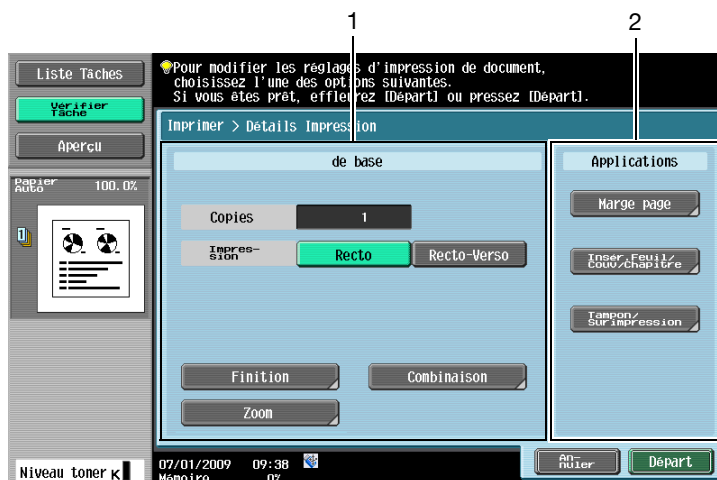 1
2
Liste Tâches
Vérifier
Tâche
Aperçu
Papier
Auto
100.0%
1
Niveau toner K
Pour modifier les réglages d'impression de document,
choisissez l'une des options suivantes.
Si vous êtes prêt, effleurez [Départ] ou pressez [Départ].
Imprimer > Détails Impression
de base
Copies
1
Impres-
sion
Recto
Recto-Verso
Finition
Combinaison
Zoom
Applications
Marge page
Insér.Feuil/
Couv/Chapitre
Tampon/
Surimpression
07/01/2009 09:38
Mémoire 0%
An-
nuler
Départ